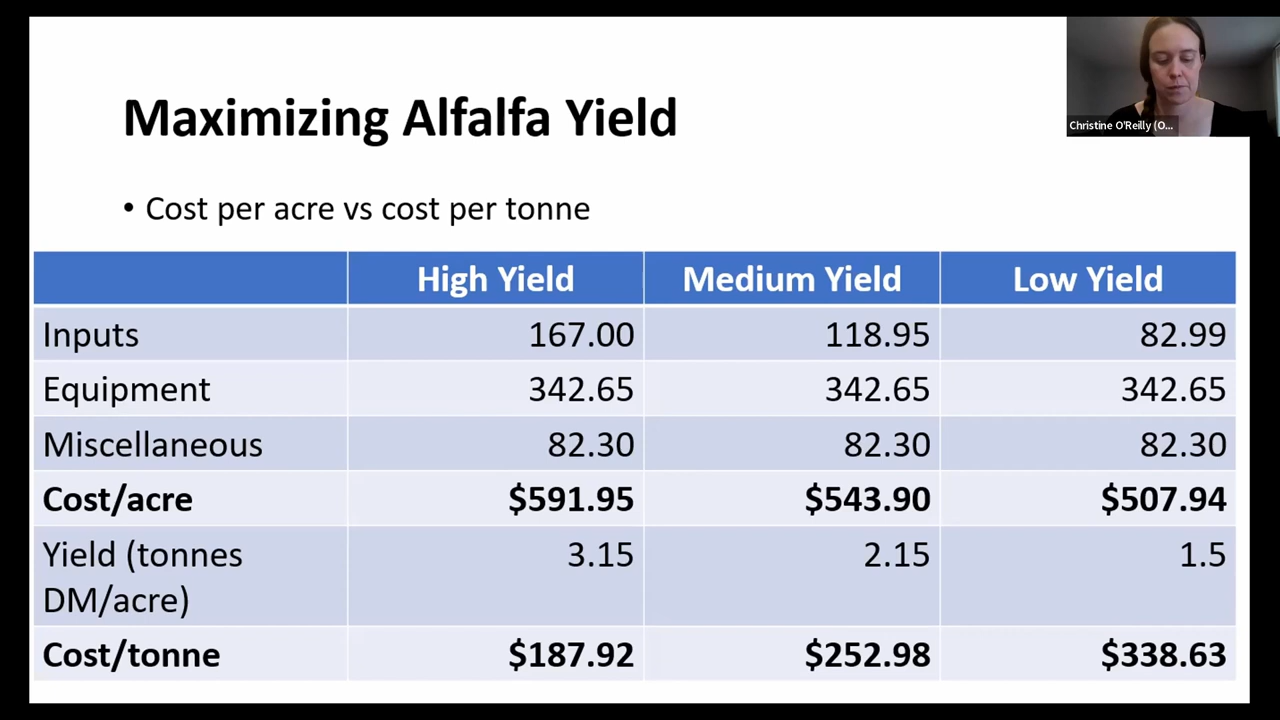 Maximizing Alfalfa Yield
Christine O'Reilly (O...
• Cost per acre vs cost per tonne
High Yield Medium Yield Low Yield
Inputs 167.00 118.95 82.99
Equipment 342.65 342.65 342.65
Miscellaneous 82.30 82.30 82.30
Cost/acre $591.95 $543.90 $507.94
Yield (tonnes 3.15 2.15 1.5
DM/acre)
Cost/tonne $187.92 $252.98 $338.63